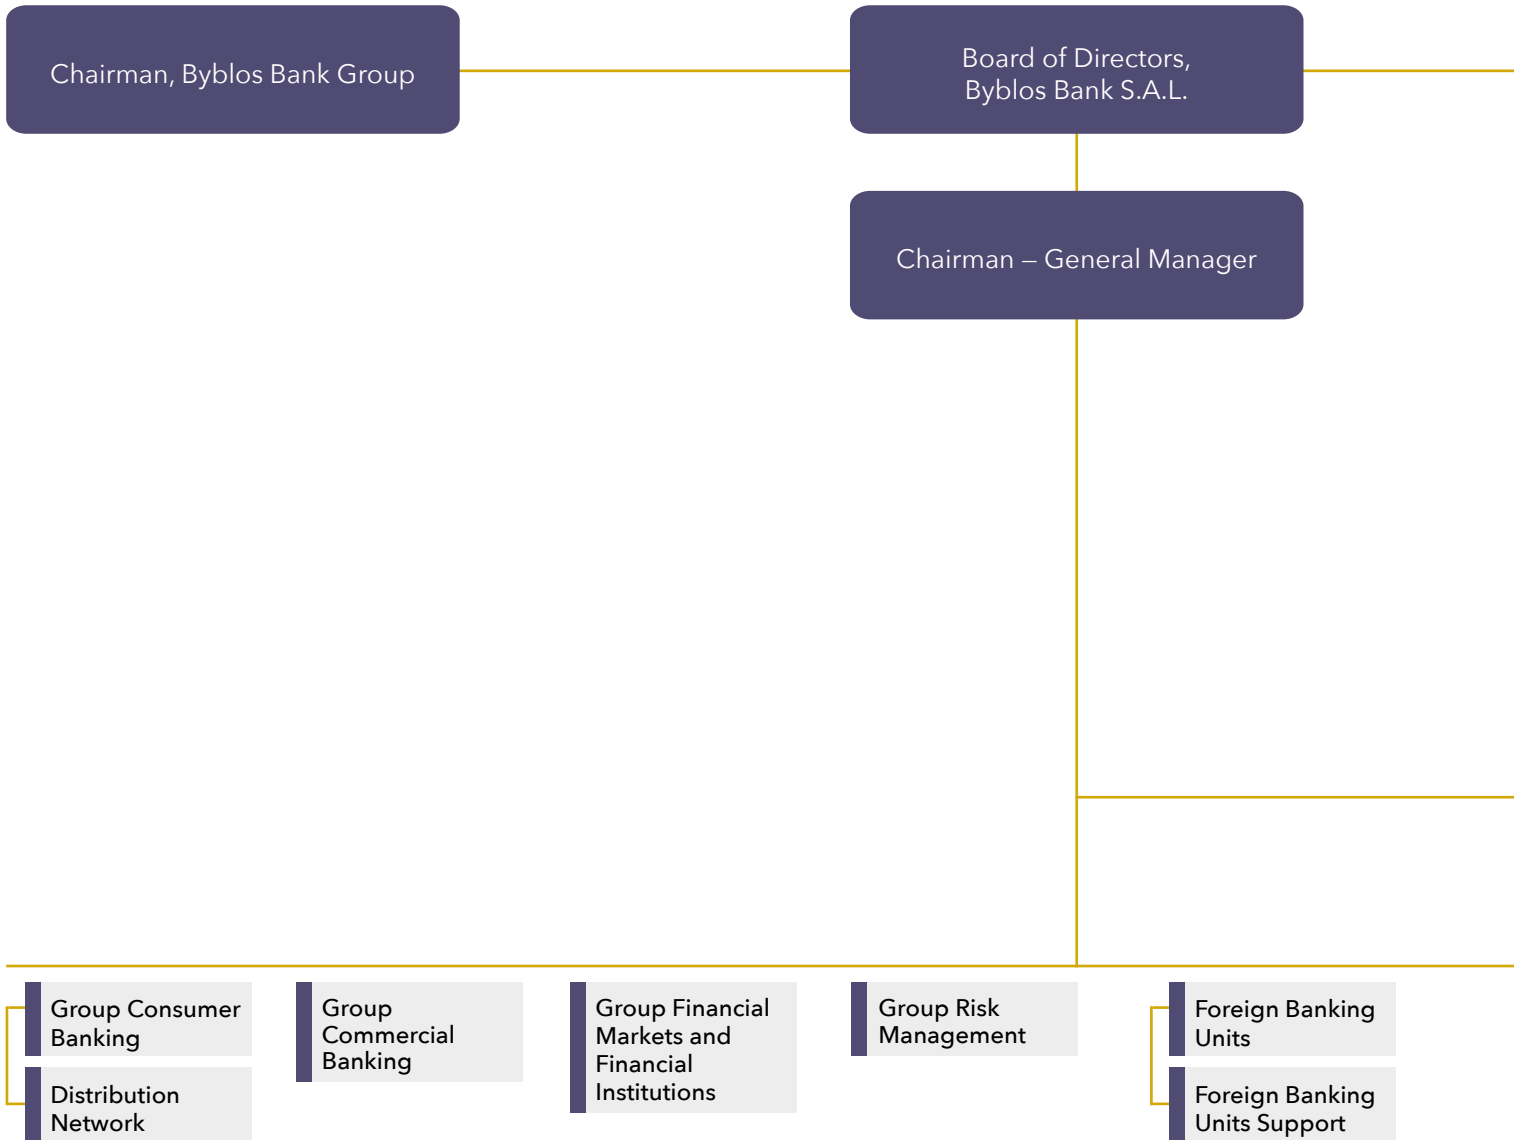 Chairman, Byblos Bank Group
Board of Directors,
Byblos Bank S.A.L.
Chairman – General Manager
Group Consumer
Banking
Distribution
Network
Group
Commercial
Banking
Group Financial
Markets and
Financial
Institutions
Group Risk
Management
Foreign Banking
Units
Foreign Banking
Units Support